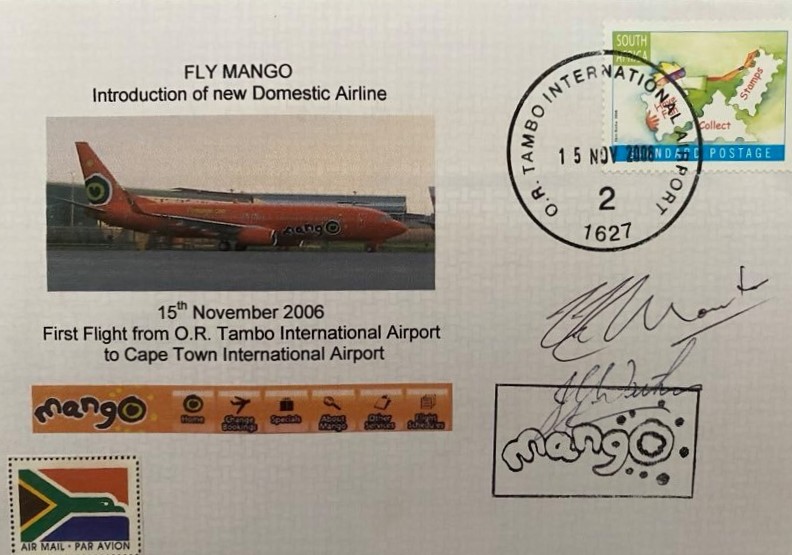 FLY MANGO
Introduction of new Domestic Airline
mango
15th November 2006
First Flight from O.R. Tambo International Airport
to Cape Town International Airport
mango
Home
Change Bookings
Specials
About Mango
Other Services
Flight Schedules
AIR MAIL · PAR AVION
SOUTH AFRICA
Stamps
Collect
STANDARD POSTAGE
O.R. TAMBO INTERNATIONAL AIRPORT
15 NOV 2006
2
1627
mango